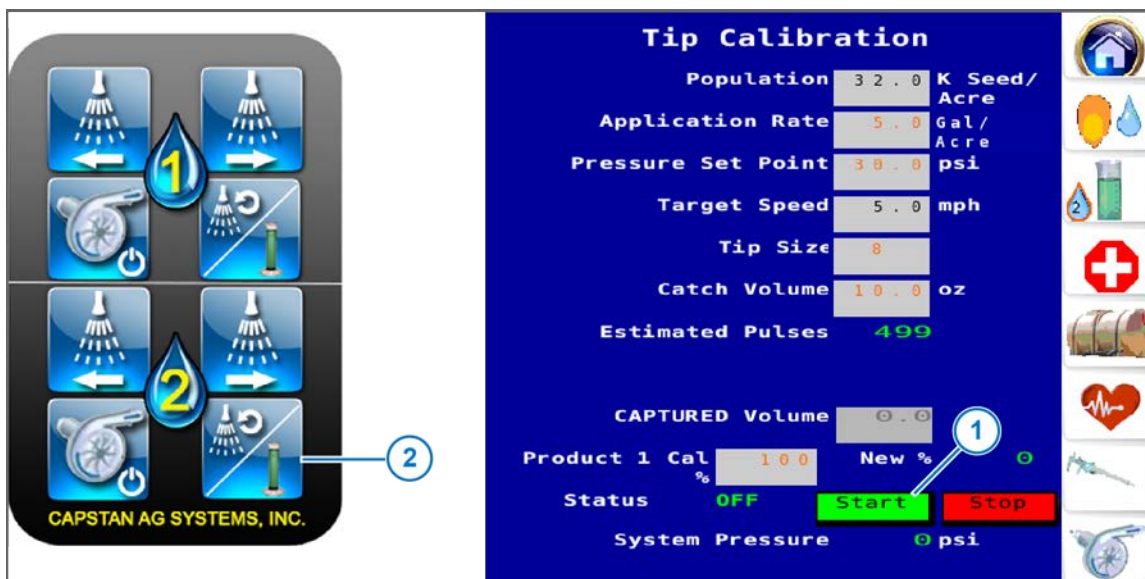 1
2
CAPSTAN AG SYSTEMS, INC.
2
Tip Calibration
Population 32.0 K Seed/
Acre
Application Rate 5.0 Gal/
Acre
Pressure Set Point 30.0 psi
Target Speed 5.0 mph
Tip Size 8
Catch Volume 10.0 oz
Estimated Pulses 499
CAPTURED Volume 0.0
1
Product 1 Cal 100 New % 0
%
Status OFF Start Stop
System Pressure 0 psi
2